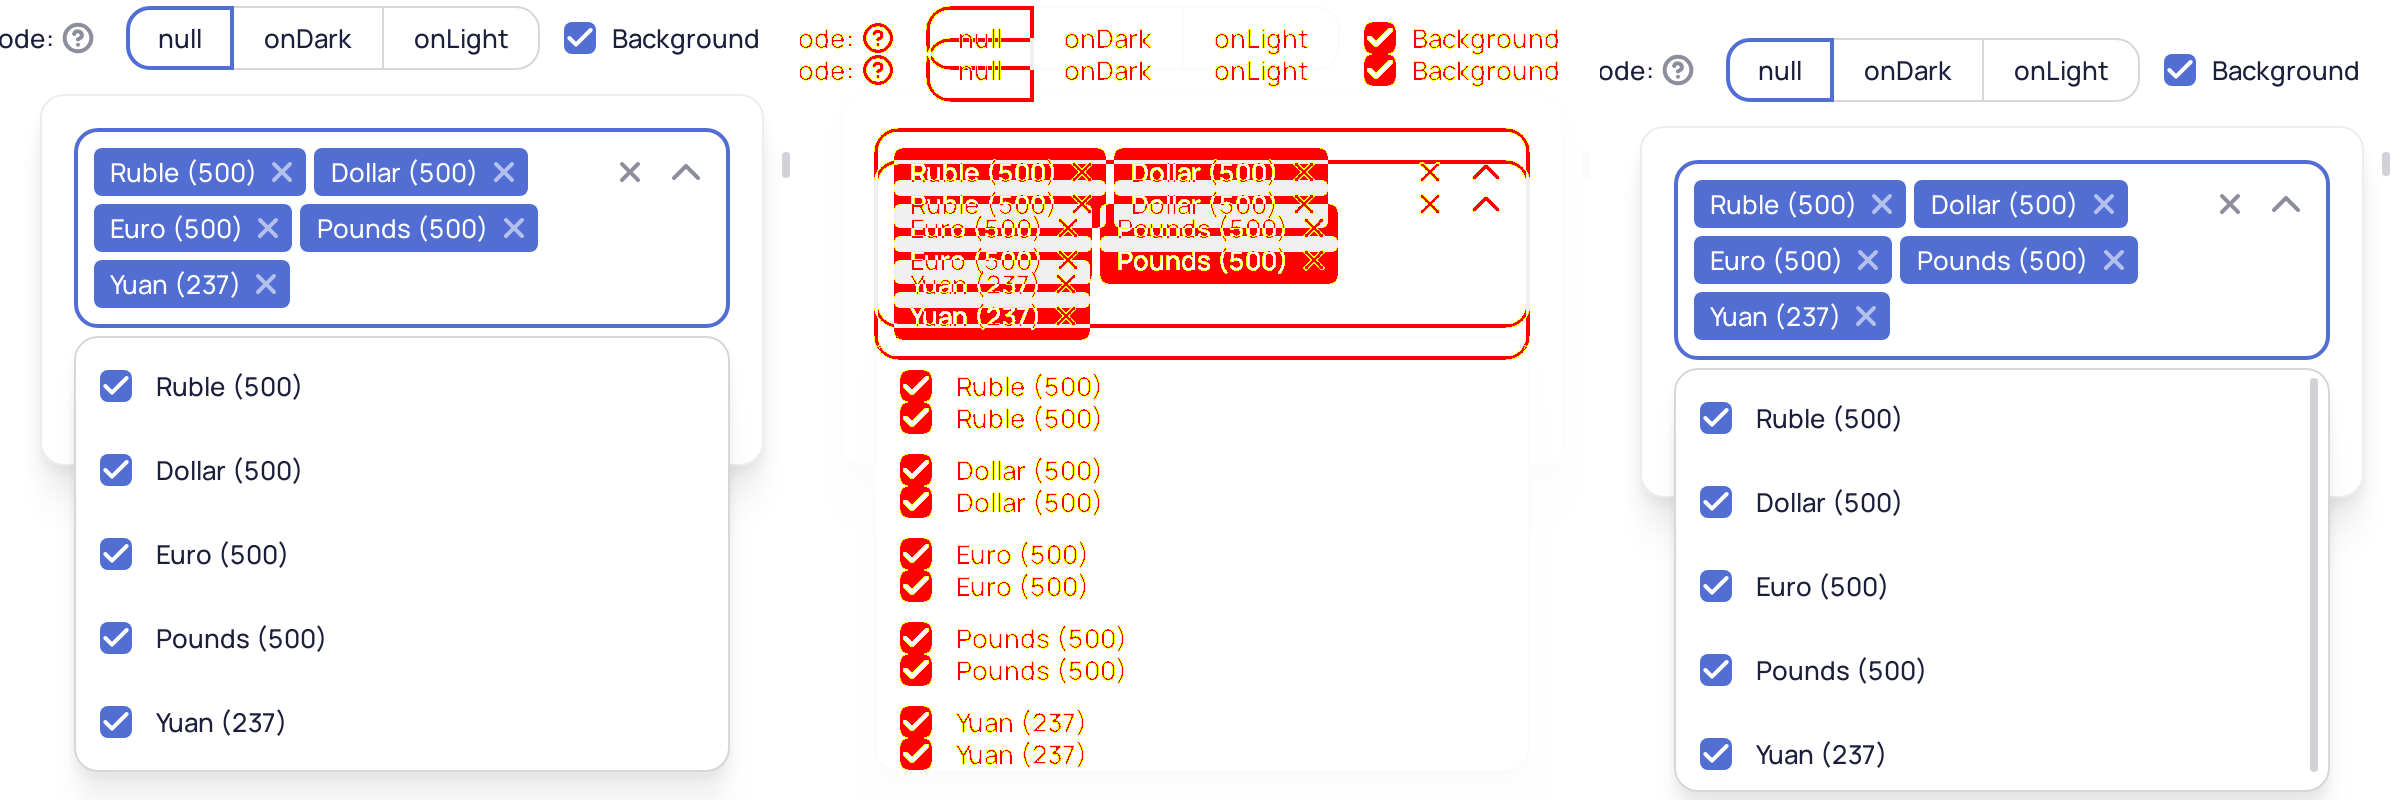 ode: null onDark onLight Background
Ruble (500) Dollar (500)
Euro (500) Pounds (500)
Yuan (237)
Ruble (500)
Dollar (500)
Euro (500)
Pounds (500)
Yuan (237)
ode: null onDark onLight Background
ode: null onDark onLight Background
Ruble (500) Dollar (500)
Ruble (500) Dollar (500)
Euro (500) Pounds (500)
Euro (500) Pounds (500)
Yuan (237)
Yuan (237)
Ruble (500)
Ruble (500)
Dollar (500)
Dollar (500)
Euro (500)
Euro (500)
Pounds (500)
Pounds (500)
Yuan (237)
Yuan (237)
ode: null onDark onLight Background
Ruble (500) Dollar (500)
Euro (500) Pounds (500)
Yuan (237)
Ruble (500)
Dollar (500)
Euro (500)
Pounds (500)
Yuan (237)